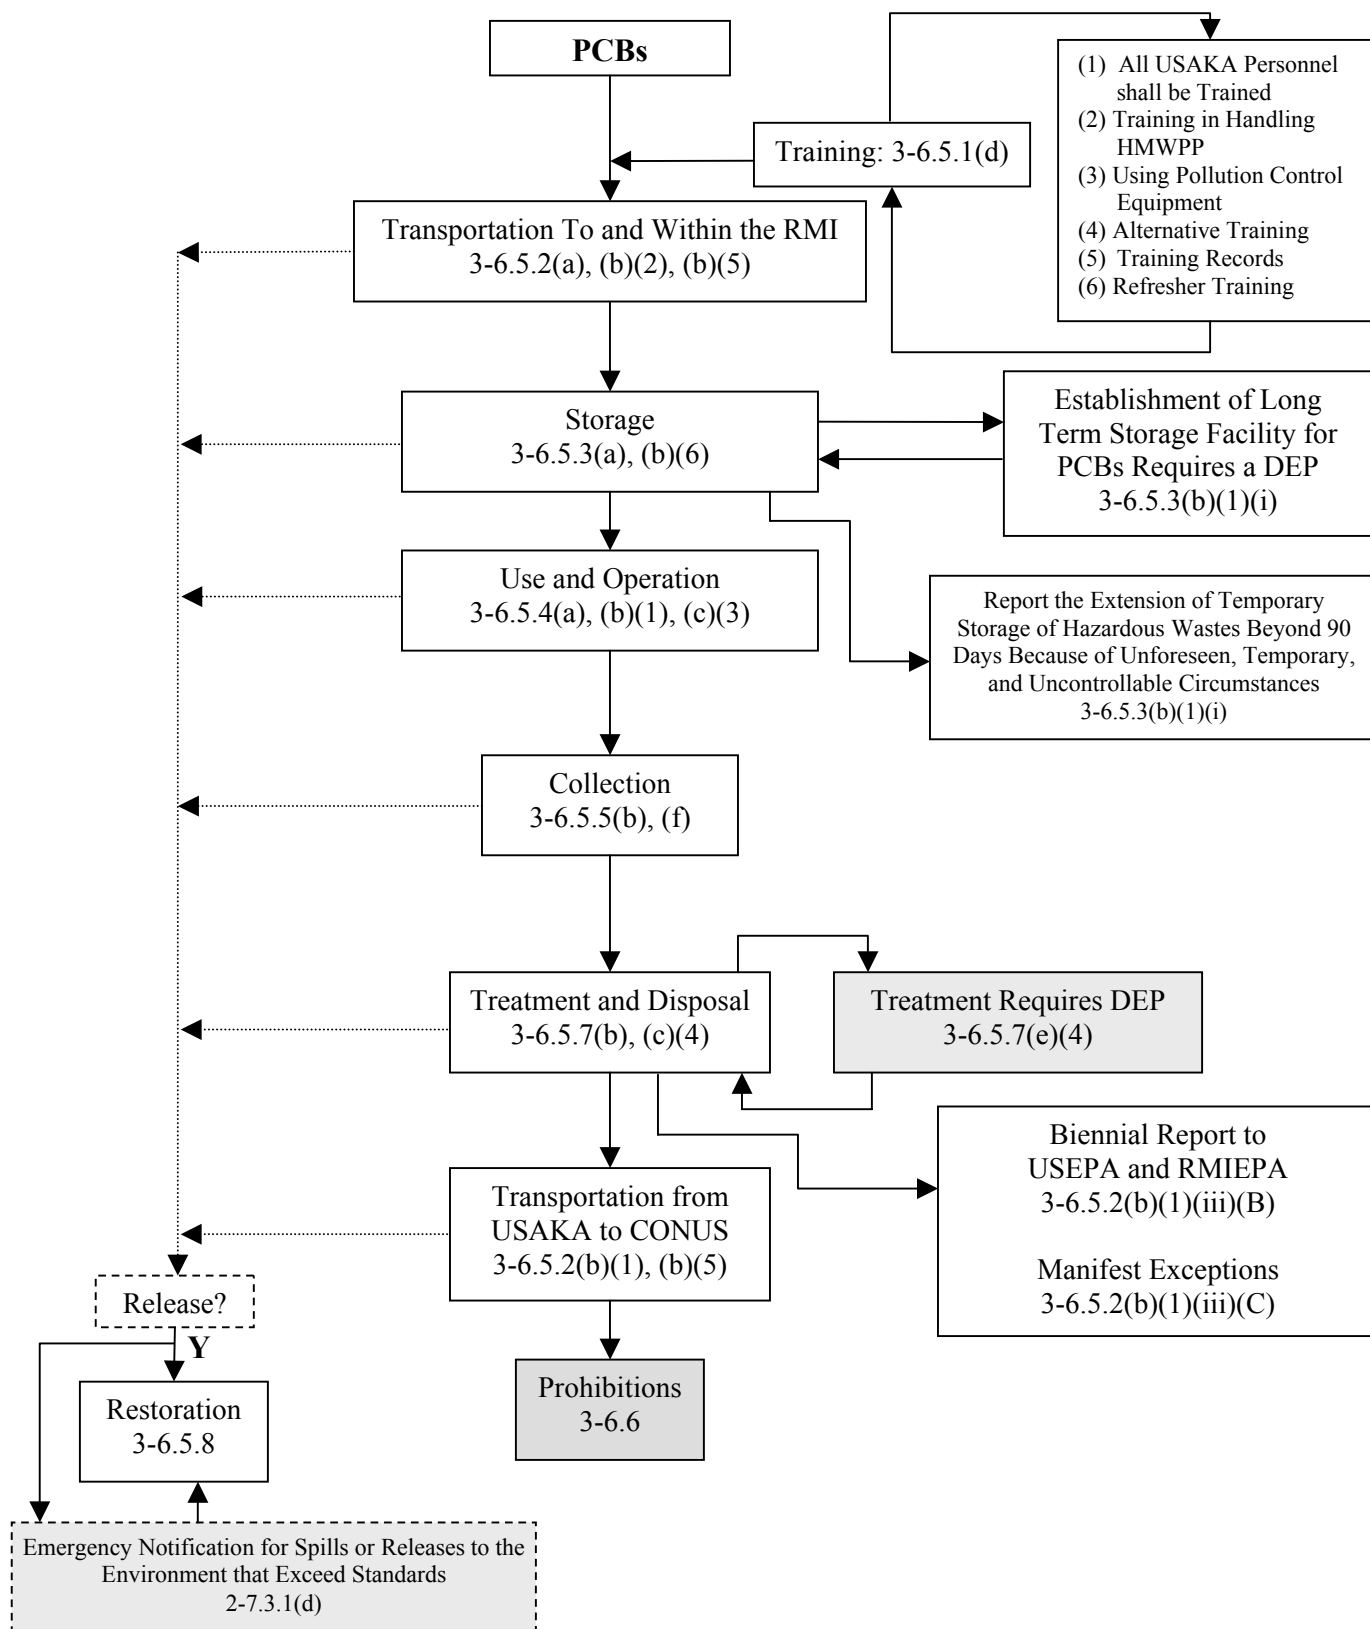 PCBs
(1) All USAKA Personnel
shall be Trained
(2) Training in Handling
HMWPP
(3) Using Pollution Control
Equipment
(4) Alternative Training
(5) Training Records
(6) Refresher Training
Training: 3-6.5.1(d)
Transportation To and Within the RMI
3-6.5.2(a), (b)(2), (b)(5)
Storage
3-6.5.3(a), (b)(6)
Establishment of Long
Term Storage Facility for
PCBs Requires a DEP
3-6.5.3(b)(1)(i)
Use and Operation
3-6.5.4(a), (b)(1), (c)(3)
Report the Extension of Temporary
Storage of Hazardous Wastes Beyond 90
Days Because of Unforeseen, Temporary,
and Uncontrollable Circumstances
3-6.5.3(b)(1)(i)
Collection
3-6.5.5(b), (f)
Treatment and Disposal
3-6.5.7(b), (c)(4)
Treatment Requires DEP
3-6.5.7(e)(4)
Biennial Report to
USEPA and RMIEPA
3-6.5.2(b)(1)(iii)(B)
Manifest Exceptions
3-6.5.2(b)(1)(iii)(C)
Transportation from
USAKA to CONUS
3-6.5.2(b)(1), (b)(5)
Release?
Y
Restoration
3-6.5.8
Prohibitions
3-6.6
Emergency Notification for Spills or Releases to the
Environment that Exceed Standards
2-7.3.1(d)